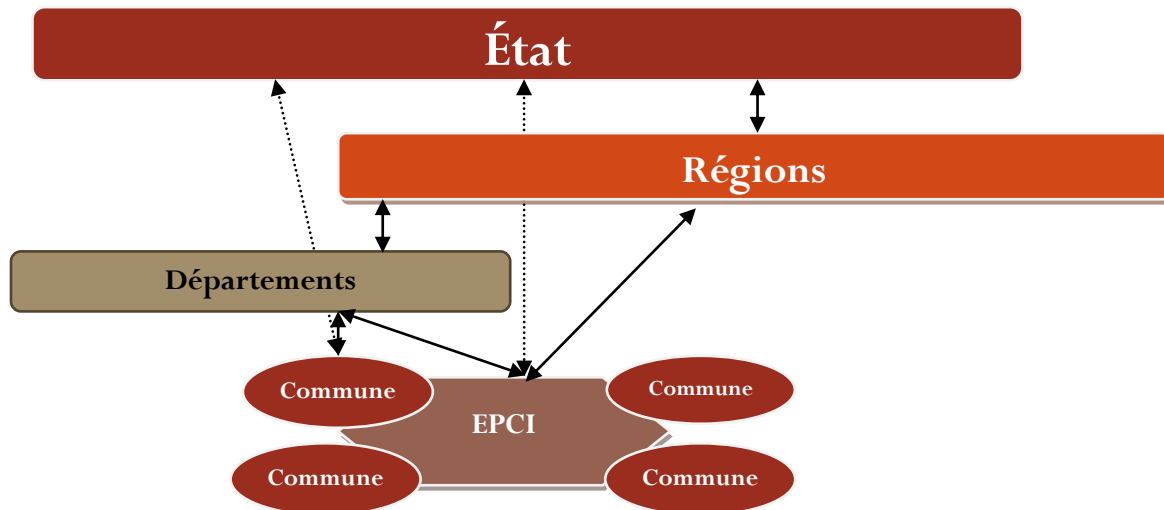 État
Régions
Départements
Commune
Commune
EPCI
Commune
Commune